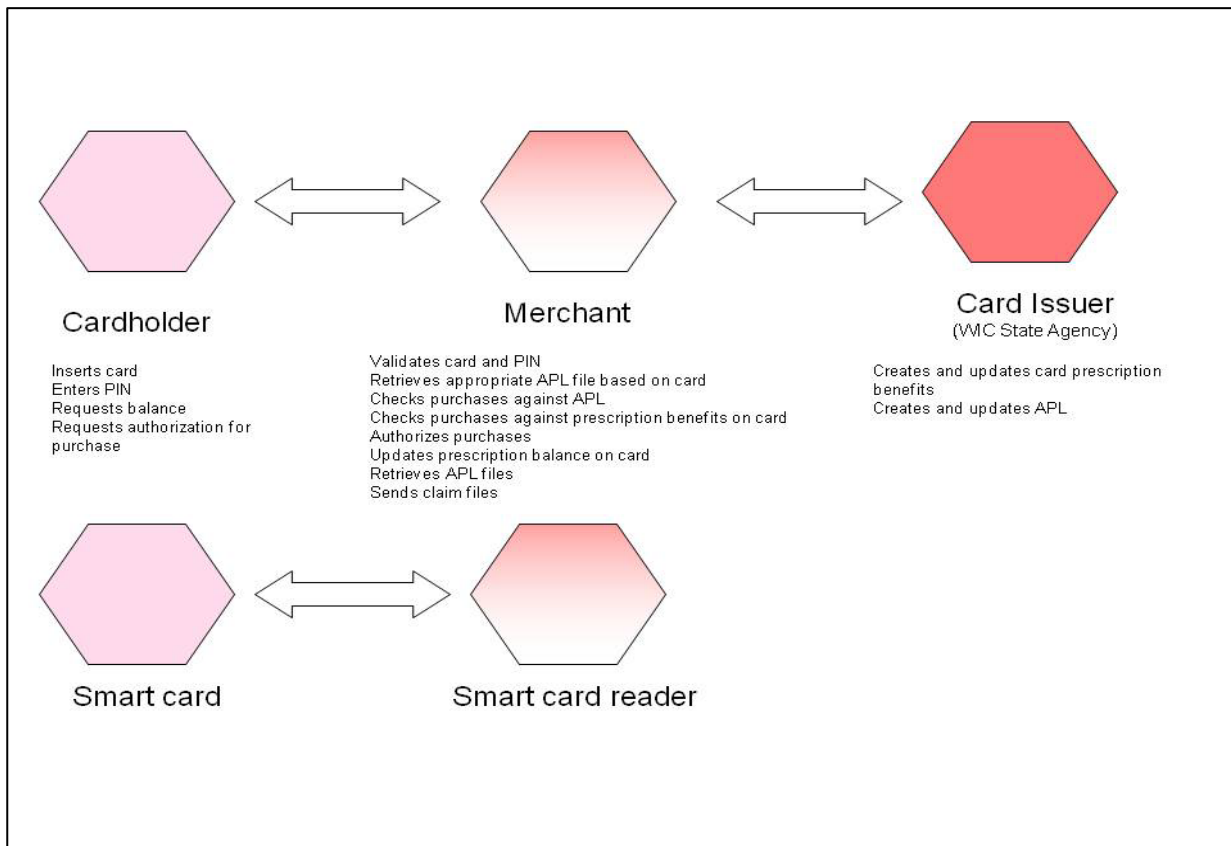 Cardholder
Inserts card
Enters PIN
Requests balance
Requests authorization for
purchase
Merchant
Validates card and PIN
Retrieves appropriate APL file based on card
Checks purchases against APL
Checks purchases against prescription benefits on card
Authorizes purchases
Updates prescription balance on card
Retrieves APL files
Sends claim files
Card Issuer
(WIC State Agency)
Creates and updates card prescription
benefits
Creates and updates APL
Smart card
Smart card reader